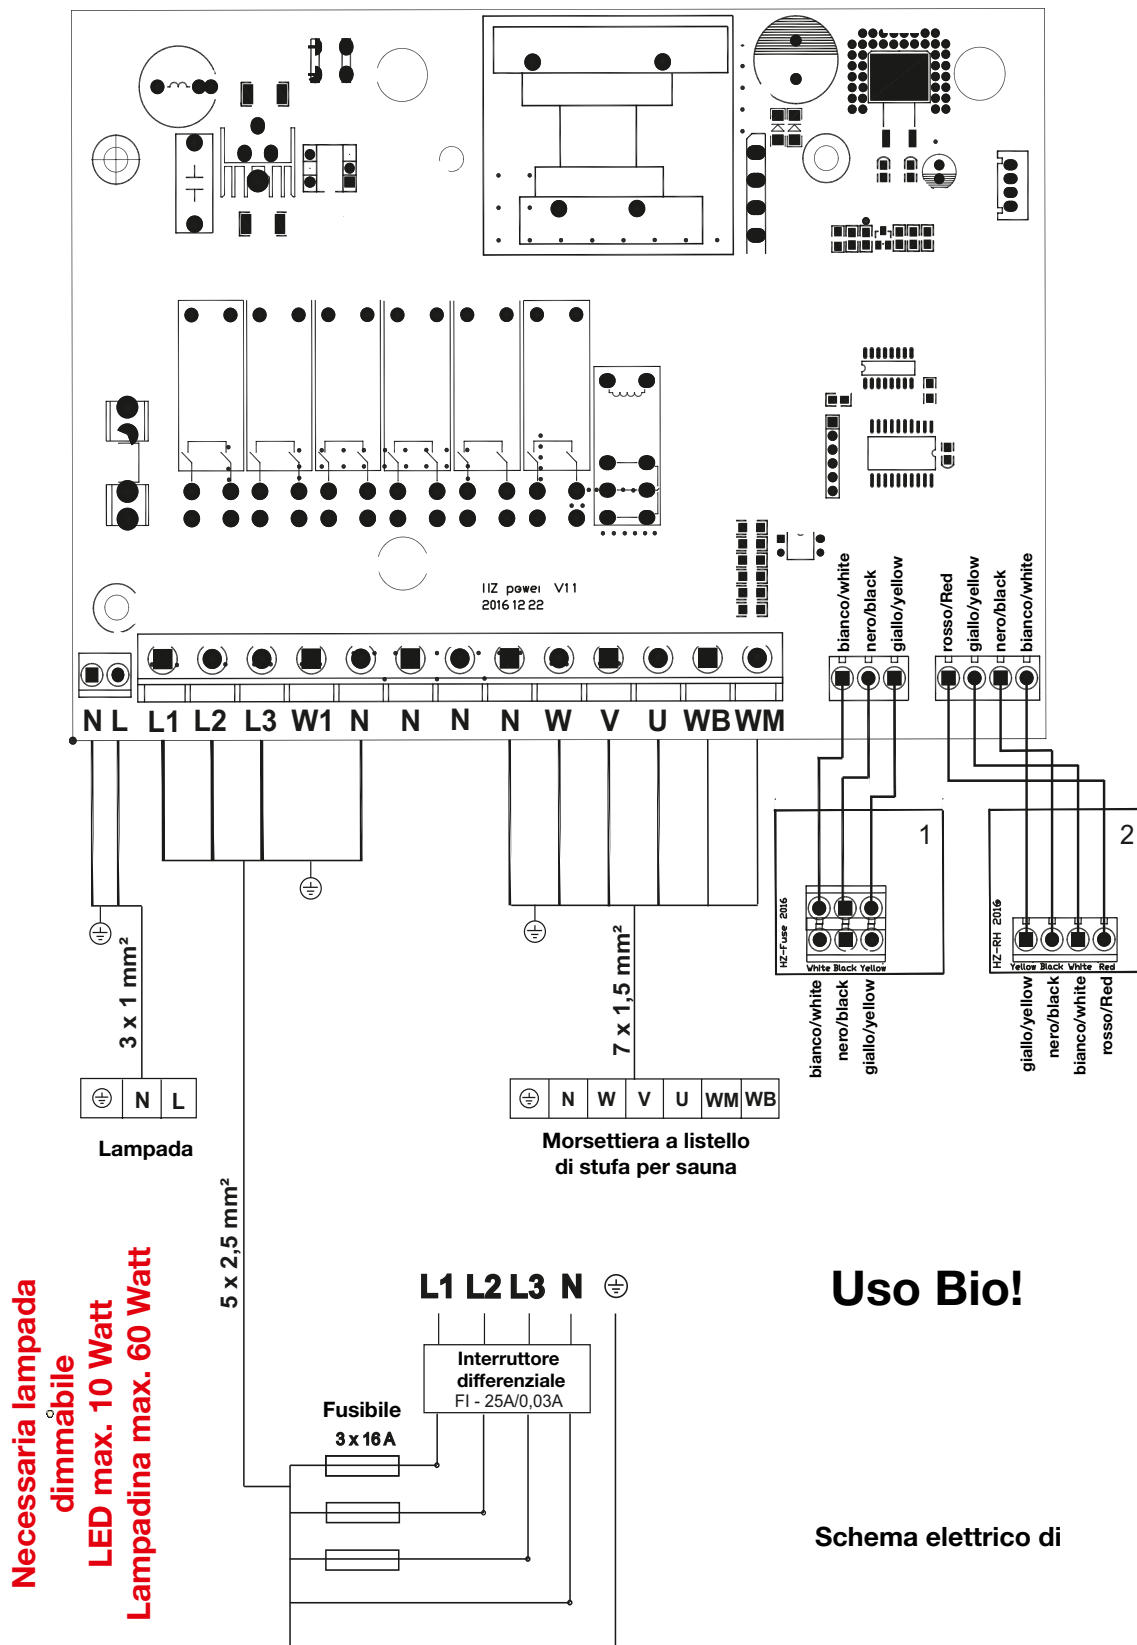 HZ power V1 1
2016 12 22
bianco/white
nero/black
giallo/yellow
rosso/Red
giallo/yellow
nero/black
bianco/white
N L L1 L2 L3 W1 N N N N W V U WB WM
1
2
HZ-Fuse 2016
White Black Yellow
HZ-RH 2016
Yellow Black White Red
bianco/white
nero/black
giallo/yellow
giallo/yellow
nero/black
bianco/white
rosso/Red
3 x 1 mm²
7 x 1,5 mm²
N L
Lampada
N W V U WM WB
Morsettiera a listello
di stufa per sauna
5 x 2,5 mm²
Necessaria lampada
dimmabile
LED max. 10 Watt
Lampadina max. 60 Watt
L1 L2 L3 N
Interruttore
differenziale
FI - 25A/0,03A
Fusibile
3 x 16 A
Uso Bio!
Schema elettrico di